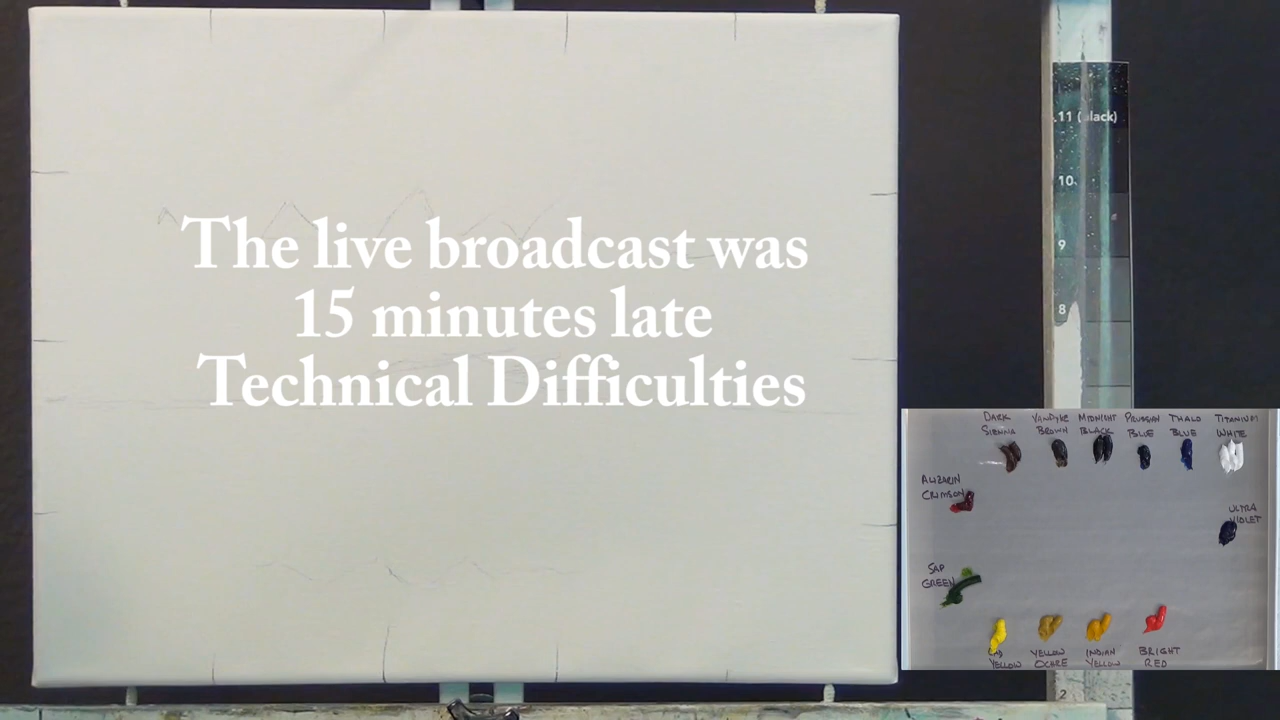 The live broadcast was
15 minutes late
Technical Difficulties
11 (black)
10
9
8
2
DARK
SIENNA
VANDYKE
BROWN
MIDNIGHT
BLACK
PRUSSIAN
BLUE
THALO
BLUE
TITANIUM
WHITE
ALIZARIN
CRIMSON
ULTRA
VIOLET
SAP
GREEN
CAD
YELLOW
YELLOW
OCHRE
INDIAN
YELLOW
BRIGHT
RED